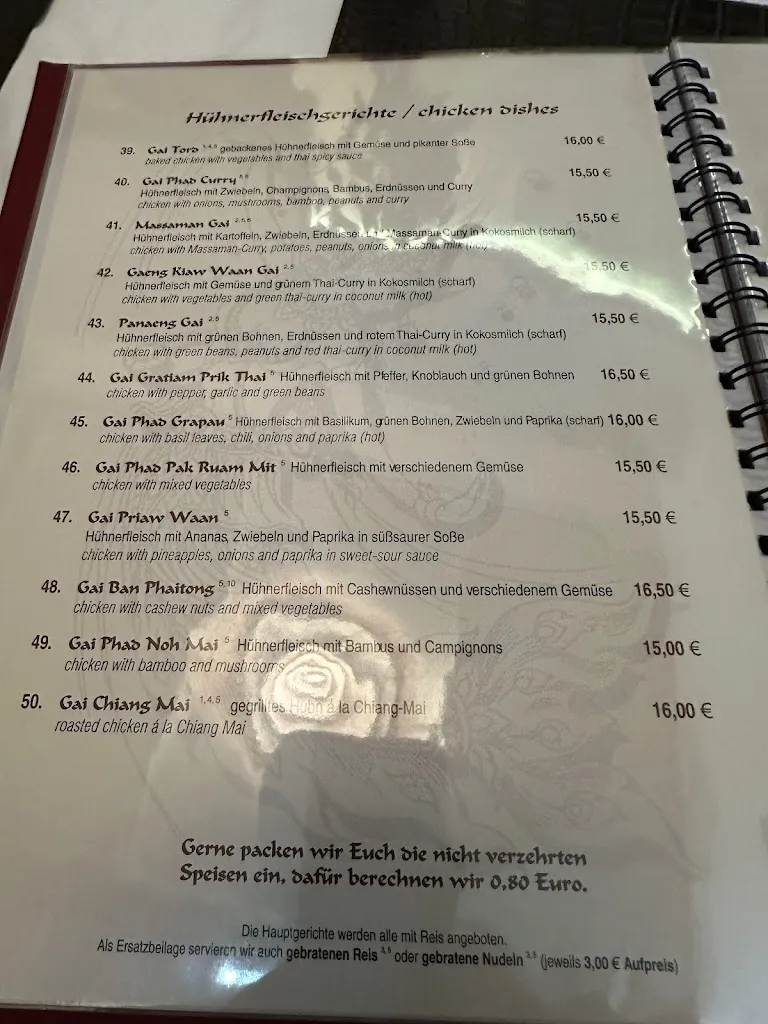 Hühnerfleischgerichte / chicken dishes
39. Gai Tord 1,4,5 gebackenes Hühnerfleisch mit Gemüse und pikanter Soße 16,00 €
baked chicken with vegetables and thai spicy sauce
40. Gai Phad Curry 15,50 €
Hühnerfleisch mit Zwiebeln, Champignons, Bambus, Erdnüssen und Curry
chicken with onions, mushrooms, bamboo, peanuts and curry
41. Massaman Gai 2,5,6 15,50 €
Hühnerfleisch mit Kartoffeln, Zwiebeln, Erdnüssen Massaman-Curry in Kokosmilch (scharf)
chicken with Massaman-Curry, potatoes, peanuts, onions in coconut milk (hot)
42. Gaeng Kiaw Waan Gai 2,5 15,50 €
Hühnerfleisch mit Gemüse und grünem Thai-Curry in Kokosmilch (scharf)
chicken with vegetables and green thai-curry in coconut milk (hot)
43. Panaeng Gai 2,5 15,50 €
Hühnerfleisch mit grünen Bohnen, Erdnüssen und rotem Thai-Curry in Kokosmilch (scharf)
chicken with green beans, peanuts and red thai-curry in coconut milk (hot)
44. Gai Gratiam Prik Thai 5 Hühnerfleisch mit Pfeffer, Knoblauch und grünen Bohnen 16,50 €
chicken with pepper, garlic and green beans
45. Gai Phad Grapau 5 Hühnerfleisch mit Basilikum, grünen Bohnen, Zwiebeln und Paprika (scharf) 16,00 €
chicken with basil leaves, chili, onions and paprika (hot)
46. Gai Phad Pak Ruam Mit 5 Hühnerfleisch mit verschiedenem Gemüse 15,50 €
chicken with mixed vegetables
47. Gai Priaw Waan 5 15,50 €
Hühnerfleisch mit Ananas, Zwiebeln und Paprika in süßsaurer Soße
chicken with pineapples, onions and paprika in sweet-sour sauce
48. Gai Ban Phaitong 5,10 Hühnerfleisch mit Cashewnüssen und verschiedenem Gemüse 16,50 €
chicken with cashew nuts and mixed vegetables
49. Gai Phad Noh Mai 5 Hühnerfleisch mit Bambus und Campignons 15,00 €
chicken with bamboo and mushrooms
50. Gai Chiang Mai 1,4,5 gegrilltes Huhn á la Chiang-Mai 16,00 €
roasted chicken á la Chiang Mai
Gerne packen wir Euch die nicht verzehrten
Speisen ein, dafür berechnen wir 0,80 Euro.
Die Hauptgerichte werden alle mit Reis angeboten.
Als Ersatzbeilage servieren wir auch gebratenen Reis 3,5 oder gebratene Nudeln 3,5 (jeweils 3,00 € Aufpreis)